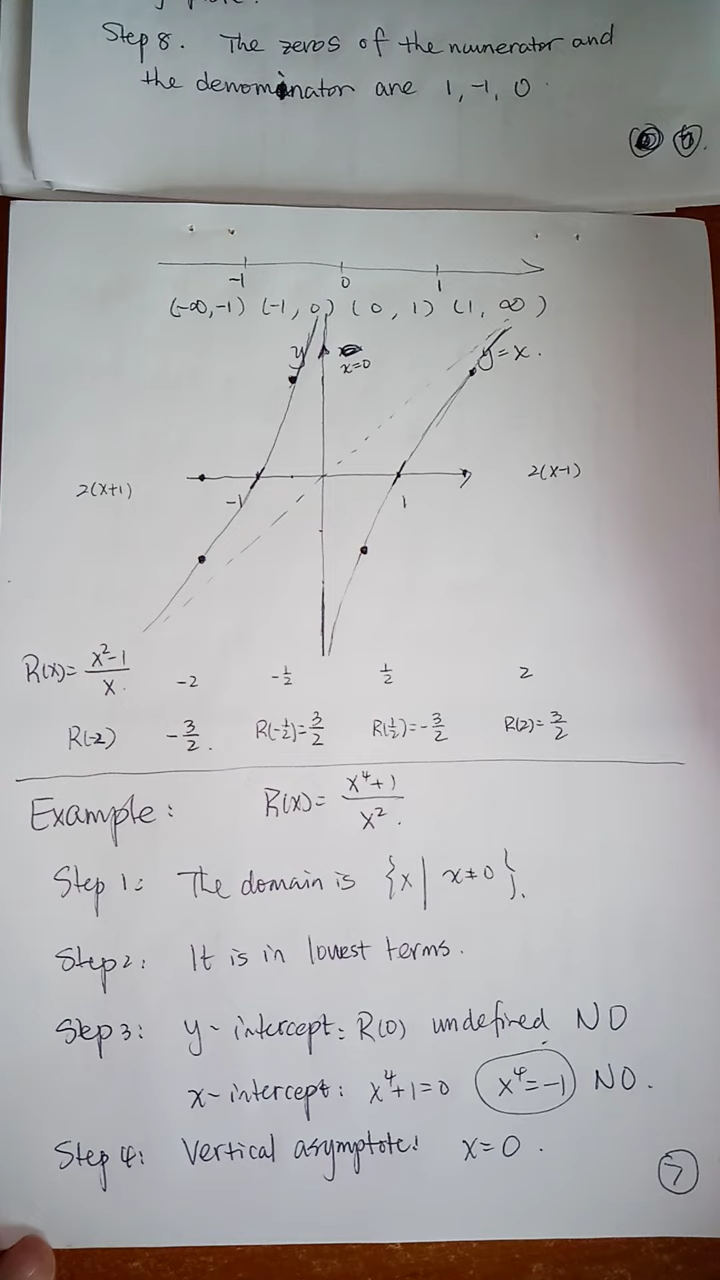 Step 8. The zeros of the numerator and
the denominator are 1, -1, 0.
6.
-1 0 1
(-∞,-1) (-1, 0) (0, 1) (1, ∞)
y x=0 y=x.
2(x+1) 2(x-1)
-1 1
R(x)= x²-1 / x. -2 -1/2 1/2 2
R(-2) -3/2. R(-1/2)=3/2 R(1/2)=-3/2 R(2)=3/2
Example: R(x)= x⁴+1 / x².
Step 1: The domain is {x| x≠0}.
Step 2: It is in lowest terms.
Step 3: y-intercept: R(0) undefined NO
x-intercept: x⁴+1=0 x⁴=-1 NO.
Step 4: Vertical asymptote: x=0.
7